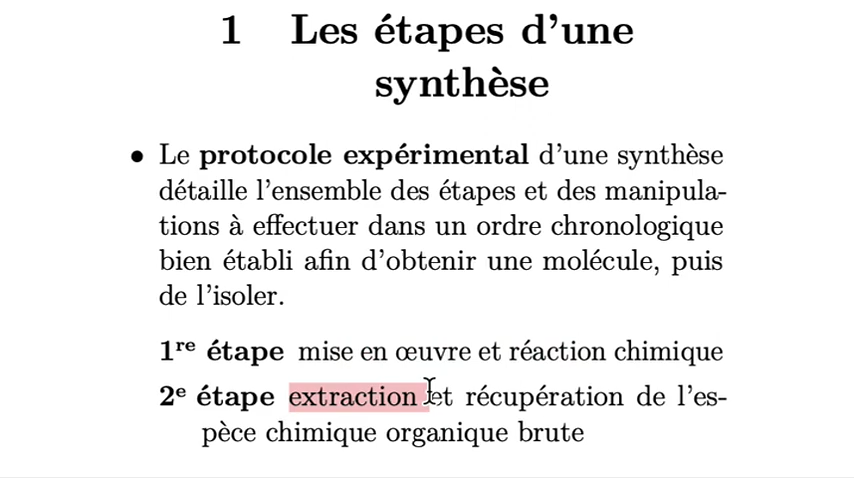 1 Les étapes d'une
synthèse
• Le protocole expérimental d'une synthèse
détaille l'ensemble des étapes et des manipula-
tions à effectuer dans un ordre chronologique
bien établi afin d'obtenir une molécule, puis
de l'isoler.
1re étape mise en œuvre et réaction chimique
2e étape extraction et récupération de l'es-
pèce chimique organique brute